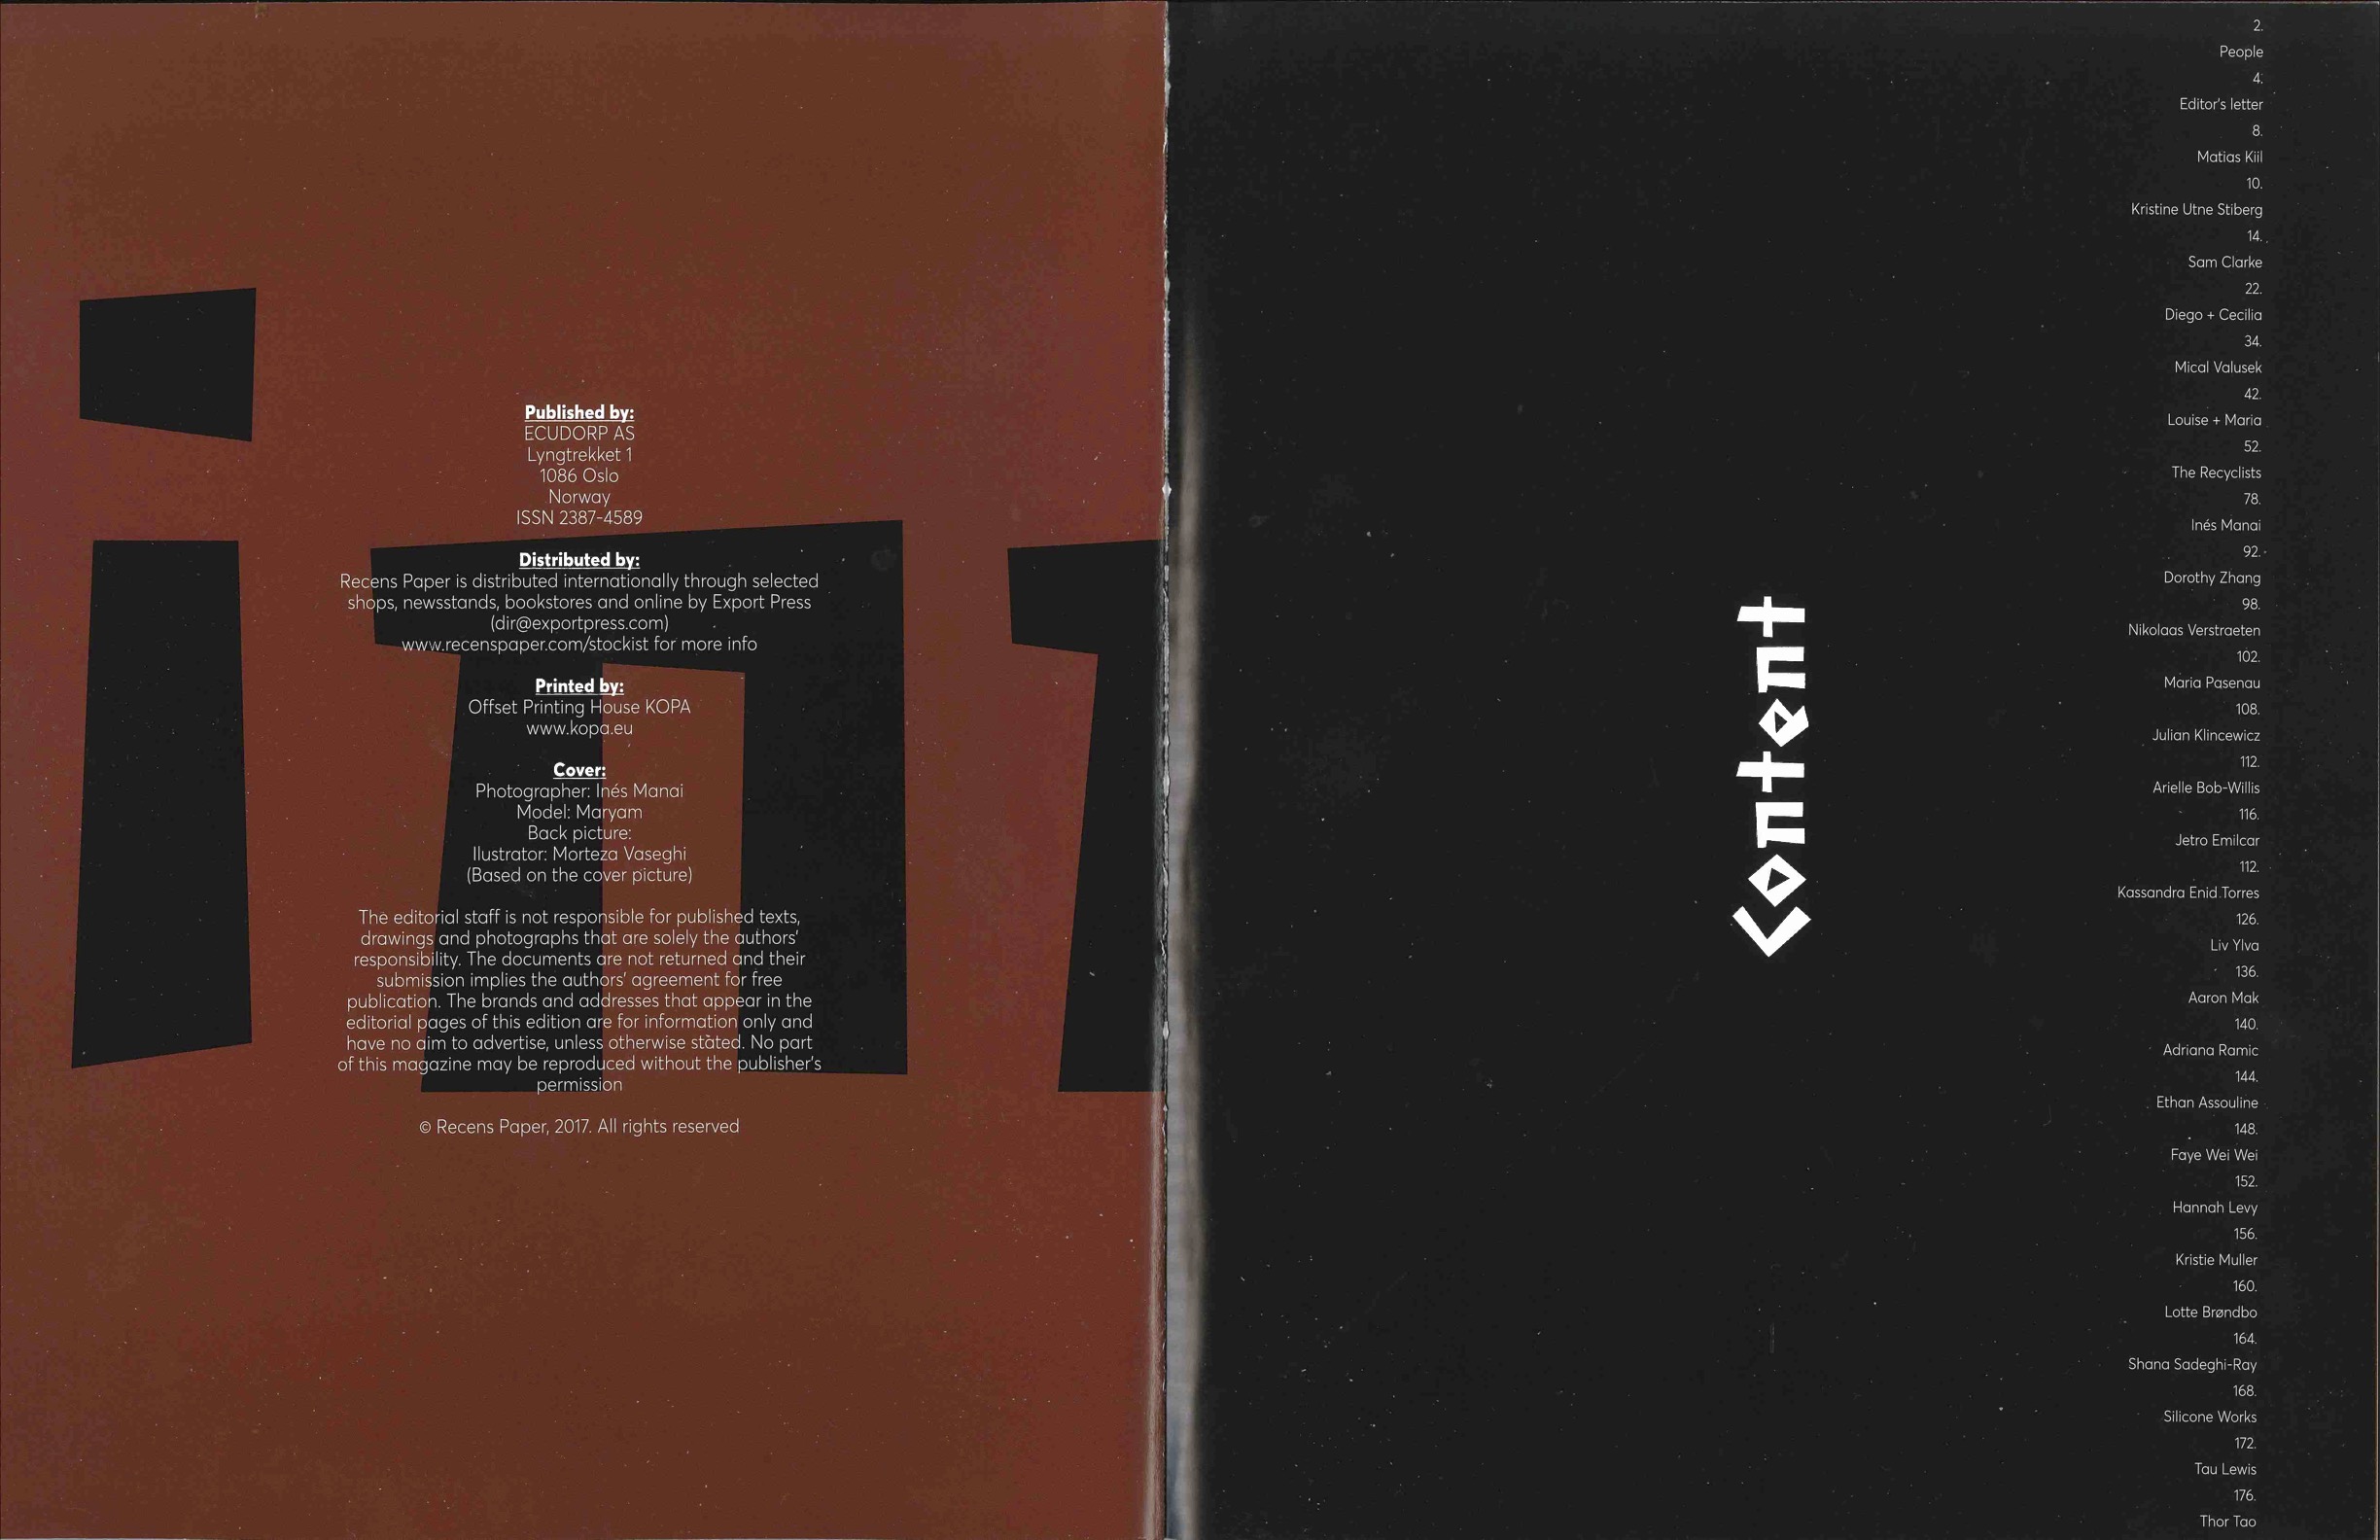 Published by:
ECUDORP AS
Lyngtrekket 1
1086 Oslo
Norway
ISSN 2387-4589
Distributed by:
Recens Paper is distributed internationally through selected
shops, newsstands, bookstores and online by Export Press
(dir@exportpress.com)
www.recenspaper.com/stockist for more info
Printed by:
Offset Printing House KOPA
www.kopa.eu
Cover:
Photographer: Inés Manai
Model: Maryam
Back picture:
Ilustrator: Morteza Vaseghi
(Based on the cover picture)
The editorial staff is not responsible for published texts,
drawings and photographs that are solely the authors'
responsibility. The documents are not returned and their
submission implies the authors' agreement for free
publication. The brands and addresses that appear in the
editorial pages of this edition are for information only and
have no aim to advertise, unless otherwise stated. No part
of this magazine may be reproduced without the publisher's
permission
© Recens Paper, 2017. All rights reserved
Content
2.
People
4.
Editor's letter
8.
Matias Kiil
10.
Kristine Utne Stiberg
14.
Sam Clarke
22.
Diego + Cecilia
34.
Mical Valusek
42.
Louise + Maria
52.
The Recyclists
78.
Inés Manai
92.
Dorothy Zhang
98.
Nikolaas Verstraeten
102.
Maria Pasenau
108.
Julian Klincewicz
112.
Arielle Bob-Willis
116.
Jetro Emilcar
112.
Kassandra Enid Torres
126.
Liv Ylva
136.
Aaron Mak
140.
Adriana Ramic
144.
Ethan Assouline
148.
Faye Wei Wei
152.
Hannah Levy
156.
Kristie Muller
160.
Lotte Brøndbo
164.
Shana Sadeghi-Ray
168.
Silicone Works
172.
Tau Lewis
176.
Thor Tao